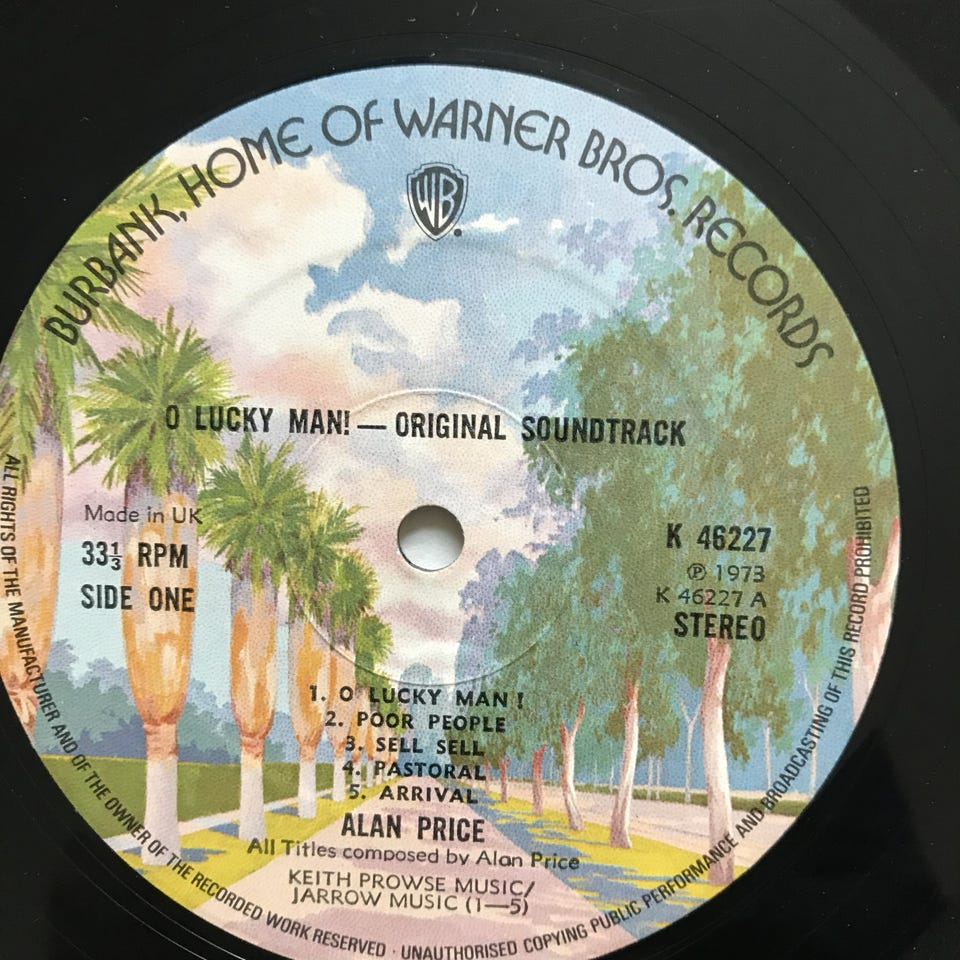 BURBANK, HOME OF WARNER BROS. RECORDS
WB
O LUCKY MAN! — ORIGINAL SOUNDTRACK
Made in UK
33⅓ RPM
SIDE ONE
K 46227
℗ 1973
K 46227 A
STEREO
1. O LUCKY MAN!
2. POOR PEOPLE
3. SELL SELL
4. PASTORAL
5. ARRIVAL
ALAN PRICE
All Titles composed by Alan Price
KEITH PROWSE MUSIC/
JARROW MUSIC (1—5)
ALL RIGHTS OF THE MANUFACTURER AND OF THE OWNER OF THE RECORDED WORK RESERVED · UNAUTHORISED COPYING PUBLIC PERFORMANCE AND BROADCASTING OF THIS RECORD PROHIBITED